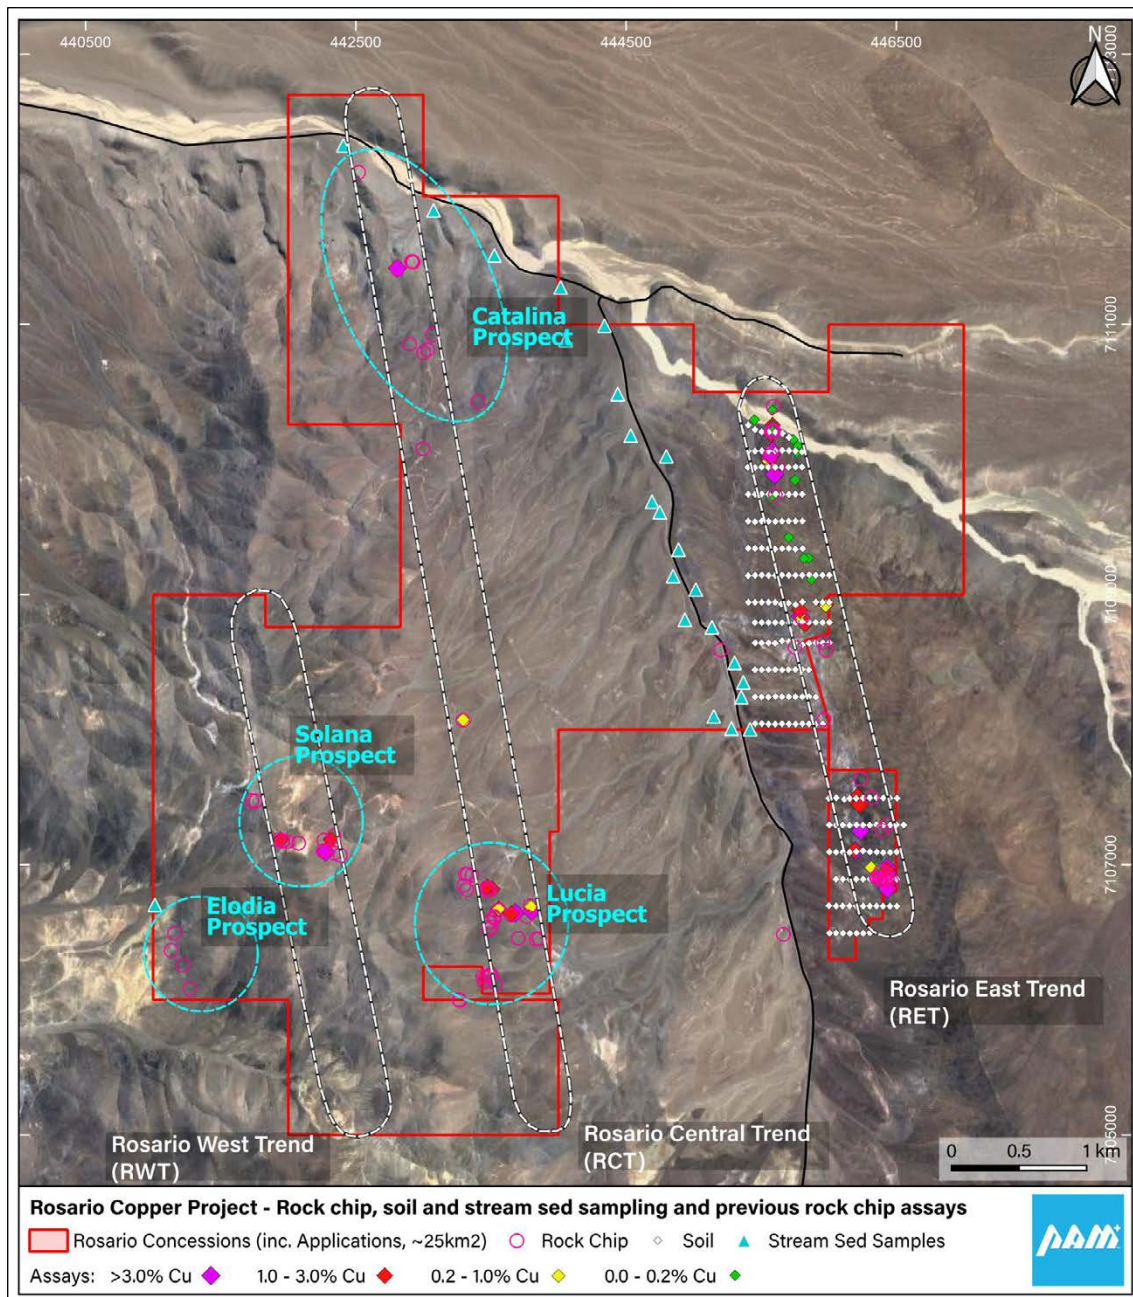 440500
442500
444500
446500
N
7111000
Catalina
Prospect
Solana
Prospect
7107000
Elodia
Prospect
Lucia
Prospect
Rosario East Trend
(RET)
Rosario West Trend
(RWT)
Rosario Central Trend
(RCT)
0 0.5 1 km
Rosario Copper Project - Rock chip, soil and stream sed sampling and previous rock chip assays
Rosario Concessions (inc. Applications, ~25km2) Rock Chip Soil Stream Sed Samples
Assays: >3.0% Cu 1.0 - 3.0% Cu 0.2 - 1.0% Cu 0.0 - 0.2% Cu
PAM